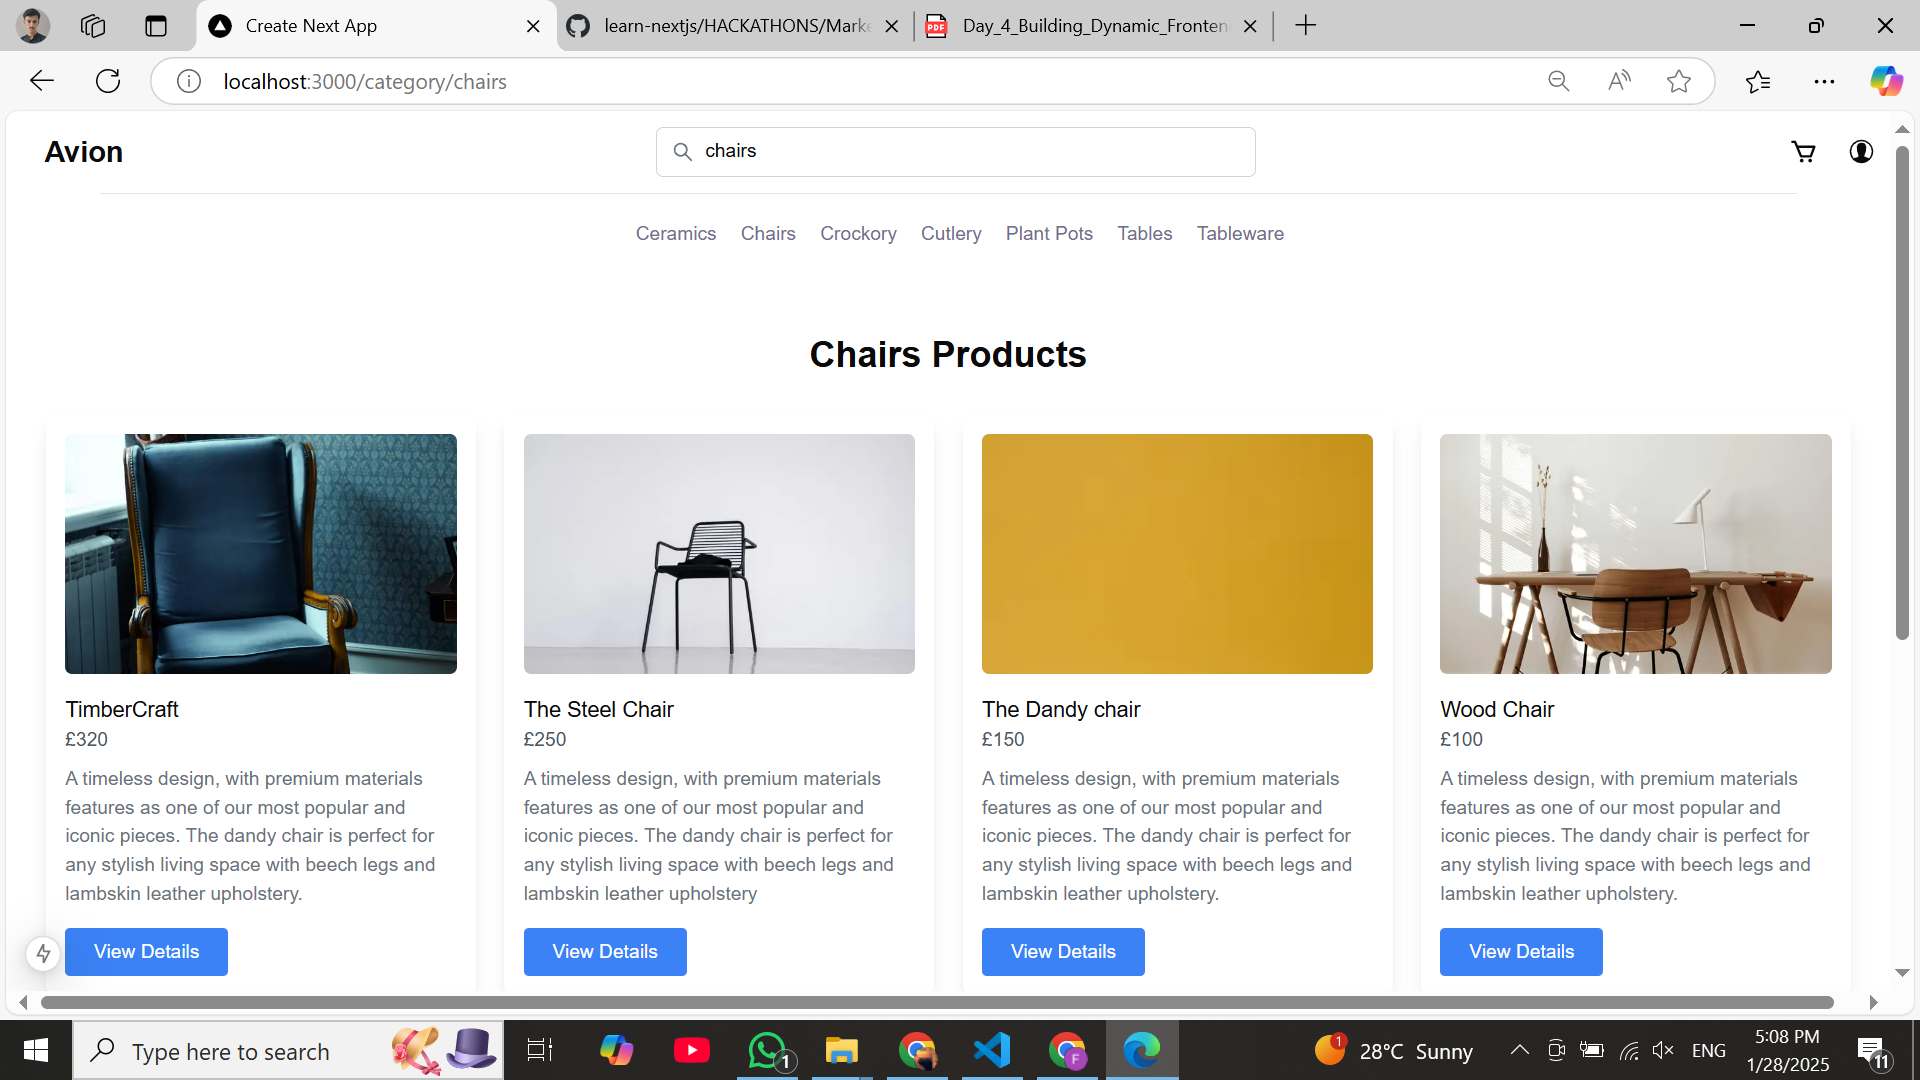 Create Next App
learn-nextjs/HACKATHONS/Marke
PDF
Day_4_Building_Dynamic_Fronten
localhost:3000/category/chairs
Avion
chairs
Ceramics Chairs Crockery Cutlery Plant Pots Tables Tableware
Chairs Products
TimberCraft
£320
A timeless design, with premium materials
features as one of our most popular and
iconic pieces. The dandy chair is perfect for
any stylish living space with beech legs and
lambskin leather upholstery.
View Details
The Steel Chair
£250
A timeless design, with premium materials
features as one of our most popular and
iconic pieces. The dandy chair is perfect for
any stylish living space with beech legs and
lambskin leather upholstery
View Details
The Dandy chair
£150
A timeless design, with premium materials
features as one of our most popular and
iconic pieces. The dandy chair is perfect for
any stylish living space with beech legs and
lambskin leather upholstery.
View Details
Wood Chair
£100
A timeless design, with premium materials
features as one of our most popular and
iconic pieces. The dandy chair is perfect for
any stylish living space with beech legs and
lambskin leather upholstery.
View Details
Type here to search
1
F
1
28°C Sunny
ENG
5:08 PM
1/28/2025
11